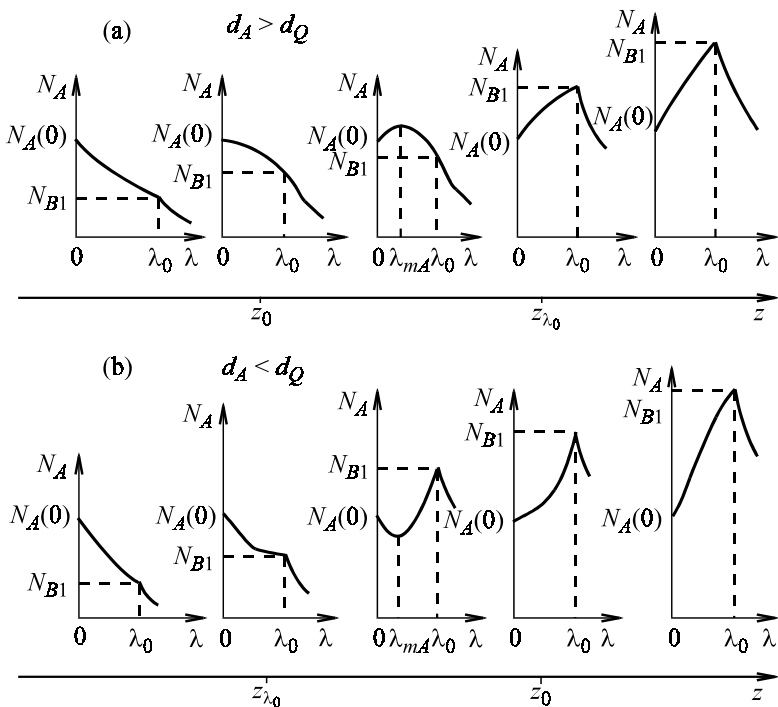 (a) d_A > d_Q
N_A N_A N_A N_A N_A
N_B1 N_B1
N_A(0) N_A(0) N_A(0) N_A(0) N_A(0)
N_B1 N_B1 N_B1
0 λ_0 λ 0 λ_0 λ 0 λ_mA λ_0 λ 0 λ_0 λ 0 λ_0 λ
z_0 z_λ_0 z
(b) d_A < d_Q
N_A N_A N_A N_A N_A
N_B1 N_B1 N_B1
N_A(0) N_A(0) N_A(0) N_A(0) N_A(0)
N_B1 N_B1
0 λ_0 λ 0 λ_0 λ 0 λ_mA λ_0 λ 0 λ_0 λ 0 λ_0 λ
z_λ_0 z_0 z